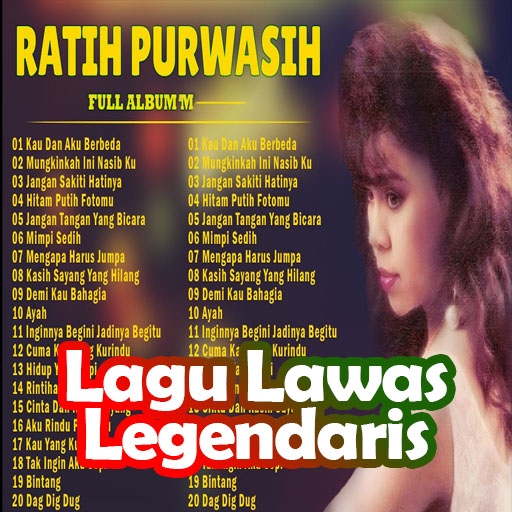 RATIH PURWASIH
FULL ALBUM M
01 Kau Dan Aku Berbeda
02 Mungkinkah Ini Nasib Ku
03 Jangan Sakiti Hatinya
04 Hitam Putih Fotomu
05 Jangan Tangan Yang Bicara
06 Mimpi Sedih
07 Mengapa Harus Jumpa
08 Kasih Sayang Yang Hilang
09 Demi Kau Bahagia
10 Ayah
11 Inginnya Begini Jadinya Begitu
12 Cuma Kurindu
13 Hidup
14
15 Cinta
16 Aku Rindu
17 Kau Yang
18 Tak Ingin
19 Bintang
20 Dag Dig Dug
01 Kau Dan Aku Berbeda
02 Mungkinkah Ini Nasib Ku
03 Jangan Sakiti Hatinya
04 Hitam Putih Fotomu
05 Jangan Tangan Yang Bicara
06 Mimpi Sedih
07 Mengapa Harus Jumpa
08 Kasih Sayang Yang Hilang
09 Demi Kau Bahagia
10 Ayah
11 Inginnya Begini Jadinya Begitu
12 Cuma Kurindu
19 Bintang
20 Dag Dig Dug
Lagu Lawas
Legendaris